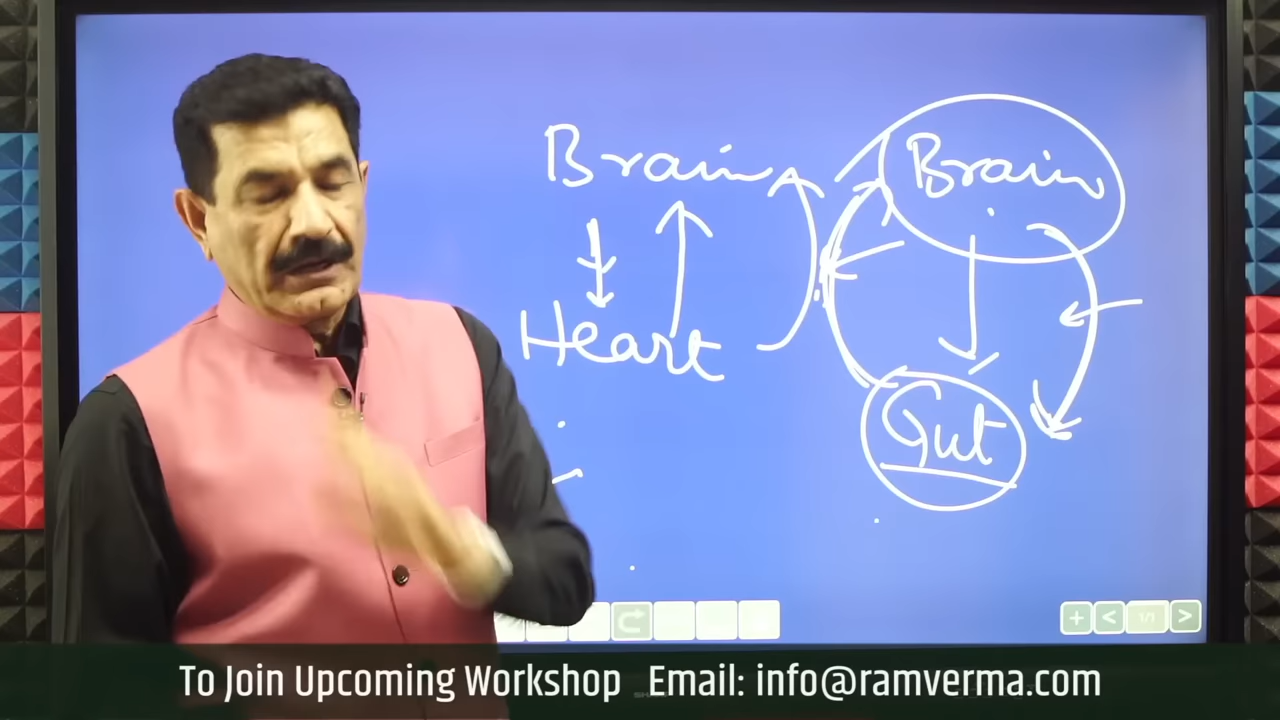 Brain
Brain
Heart
Gut
To Join Upcoming Workshop Email: info@ramverma.com